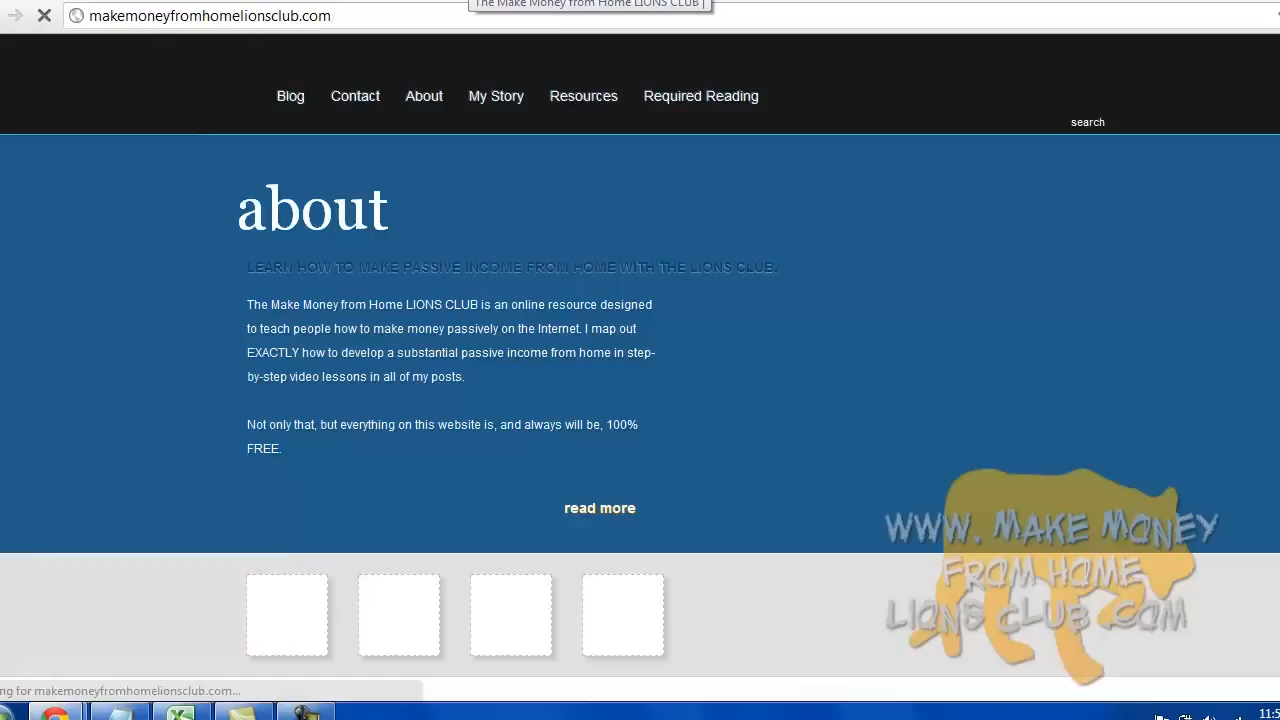 makemoneyfromhomelionsclub.com
The Make Money from Home LIONS CLUB |
Blog Contact About My Story Resources Required Reading
search
about
LEARN HOW TO MAKE PASSIVE INCOME FROM HOME WITH THE LIONS CLUB.
The Make Money from Home LIONS CLUB is an online resource designed
to teach people how to make money passively on the Internet. I map out
EXACTLY how to develop a substantial passive income from home in step-
by-step video lessons in all of my posts.
Not only that, but everything on this website is, and always will be, 100%
FREE.
read more
WWW. MAKE MONEY
FROM HOME
LIONS CLUB.COM
ng for makemoneyfromhomelionsclub.com...
11:5